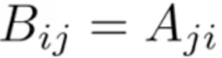 B_{ij} = A_{ji}